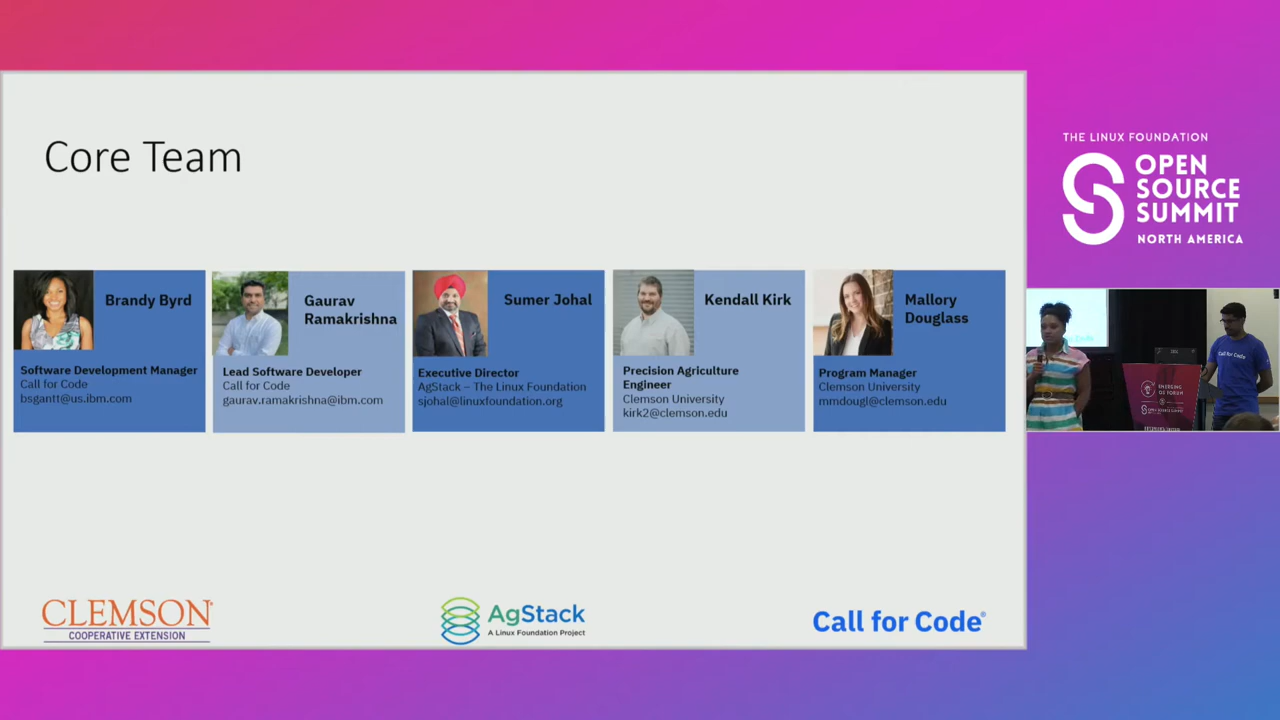 Core Team
Brandy Byrd
Software Development Manager
Call for Code
bsgantt@us.ibm.com
Gaurav
Ramakrishna
Lead Software Developer
Call for Code
gaurav.ramakrishna@ibm.com
Sumer Johal
Executive Director
AgStack – The Linux Foundation
sjohal@linuxfoundation.org
Kendall Kirk
Precision Agriculture
Engineer
Clemson University
kirk2@clemson.edu
Mallory
Douglass
Program Manager
Clemson University
mmdougl@clemson.edu
CLEMSON
COOPERATIVE EXTENSION
AgStack
A Linux Foundation Project
Call for Code®
THE LINUX FOUNDATION
OPEN
SOURCE
SUMMIT
NORTH AMERICA
Call for Code
EMERGING
OS FORUM